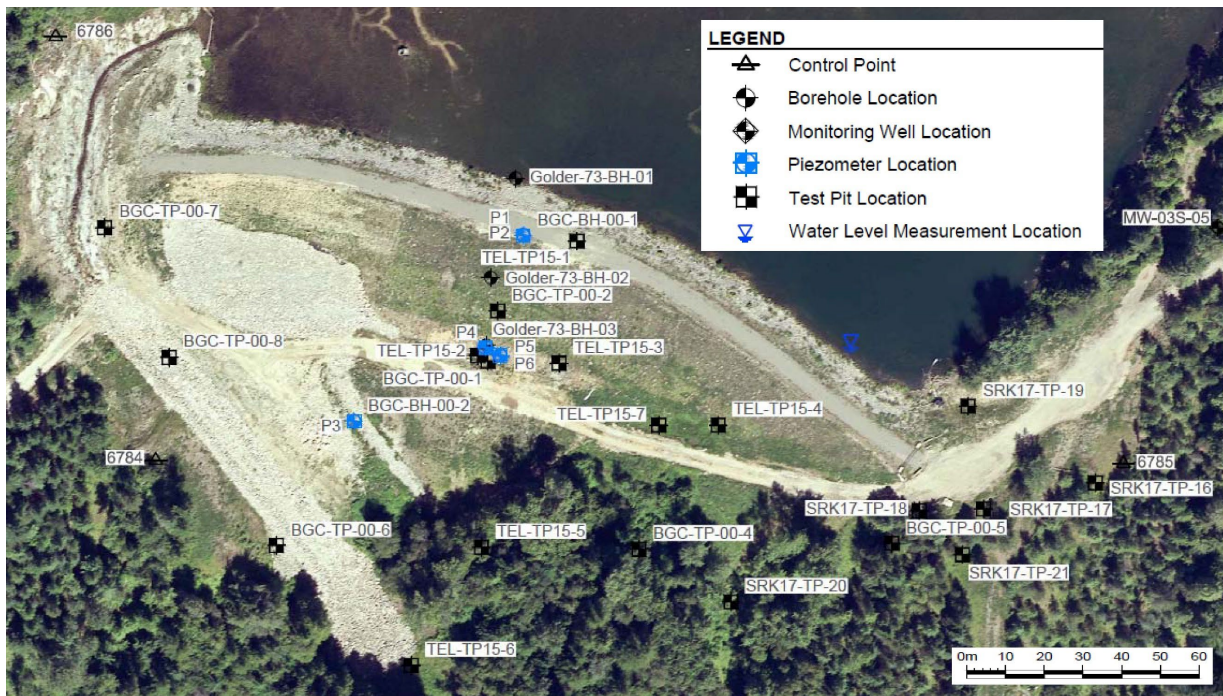 6786
LEGEND
Control Point
Borehole Location
Monitoring Well Location
Piezometer Location
Test Pit Location
Water Level Measurement Location
Golder-73-BH-01
BGC-TP-00-7
P1
BGC-BH-00-1
P2
MW-03S-05
TEL-TP15-1
Golder-73-BH-02
BGC-TP-00-2
P4
Golder-73-BH-03
BGC-TP-00-8
TEL-TP15-2
P5
TEL-TP15-3
P6
BGC-TP-00-1
SRK17-TP-19
BGC-BH-00-2
P3
TEL-TP15-7
TEL-TP15-4
6784
6785
SRK17-TP-16
SRK17-TP-18
SRK17-TP-17
BGC-TP-00-6
TEL-TP15-5
BGC-TP-00-4
BGC-TP-00-5
SRK17-TP-21
SRK17-TP-20
TEL-TP15-6
0m 10 20 30 40 50 60